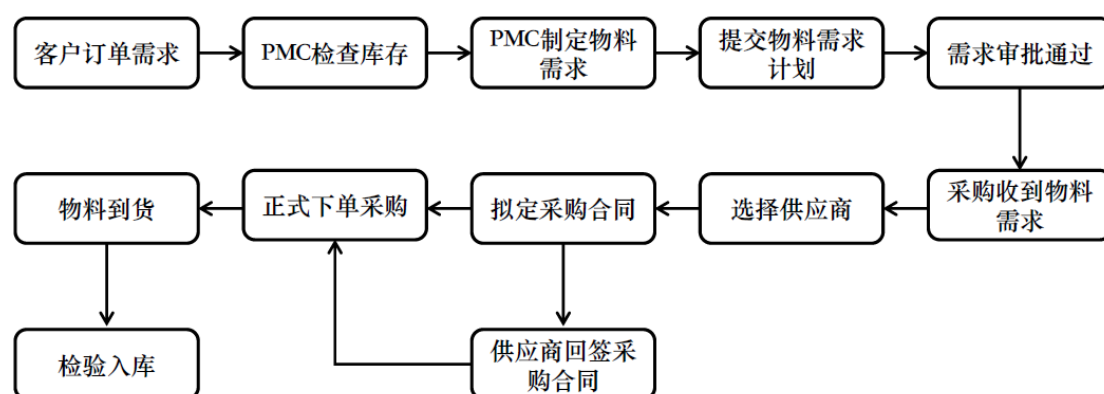 客户订单需求
PMC检查库存
PMC制定物料
需求
提交物料需求
计划
需求审批通过
采购收到物料
需求
选择供应商
拟定采购合同
正式下单采购
物料到货
供应商回签采
购合同
检验入库